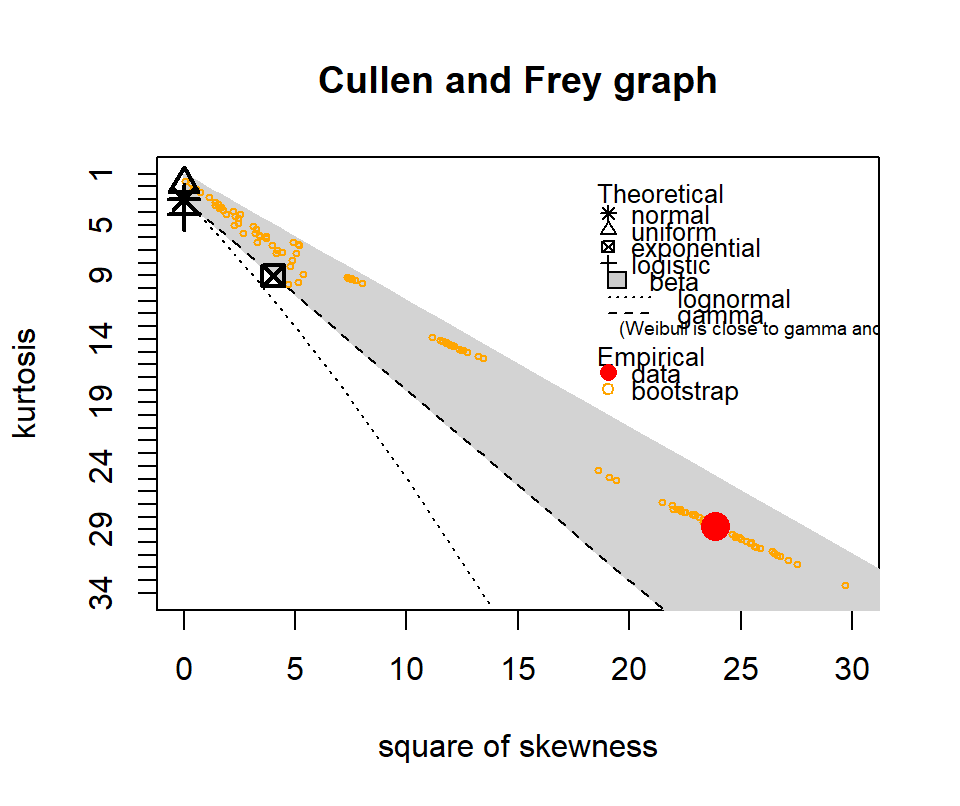 Cullen and Frey graph
kurtosis
1
5
9
14
19
24
29
34
Theoretical
normal
uniform
exponential
logistic
beta
lognormal
gamma
(Weibull is close to gamma and
Empirical
data
bootstrap
0 5 10 15 20 25 30
square of skewness